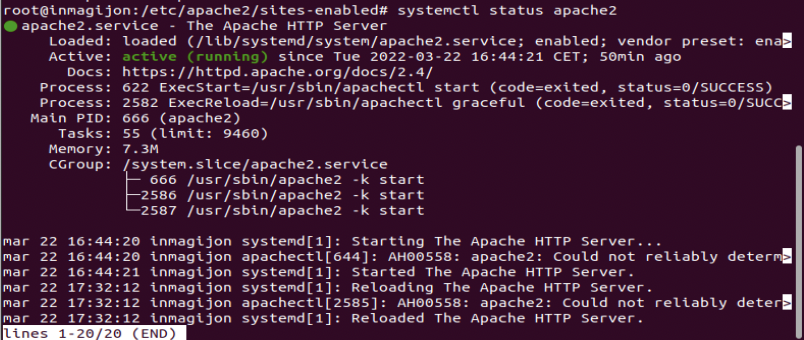 root@inmagijon:/etc/apache2/sites-enabled# systemctl status apache2
● apache2.service - The Apache HTTP Server
Loaded: loaded (/lib/systemd/system/apache2.service; enabled; vendor preset: ena>
Active: active (running) since Tue 2022-03-22 16:44:21 CET; 50min ago
Docs: https://httpd.apache.org/docs/2.4/
Process: 622 ExecStart=/usr/sbin/apachectl start (code=exited, status=0/SUCCESS)
Process: 2582 ExecReload=/usr/sbin/apachectl graceful (code=exited, status=0/SUCC>
Main PID: 666 (apache2)
Tasks: 55 (limit: 9460)
Memory: 7.3M
CGroup: /system.slice/apache2.service
├─ 666 /usr/sbin/apache2 -k start
├─2586 /usr/sbin/apache2 -k start
└─2587 /usr/sbin/apache2 -k start
mar 22 16:44:20 inmagijon systemd[1]: Starting The Apache HTTP Server...
mar 22 16:44:20 inmagijon apachectl[644]: AH00558: apache2: Could not reliably determ>
mar 22 16:44:21 inmagijon systemd[1]: Started The Apache HTTP Server.
mar 22 17:32:12 inmagijon systemd[1]: Reloading The Apache HTTP Server.
mar 22 17:32:12 inmagijon apachectl[2585]: AH00558: apache2: Could not reliably deter>
mar 22 17:32:12 inmagijon systemd[1]: Reloaded The Apache HTTP Server.
lines 1-20/20 (END)